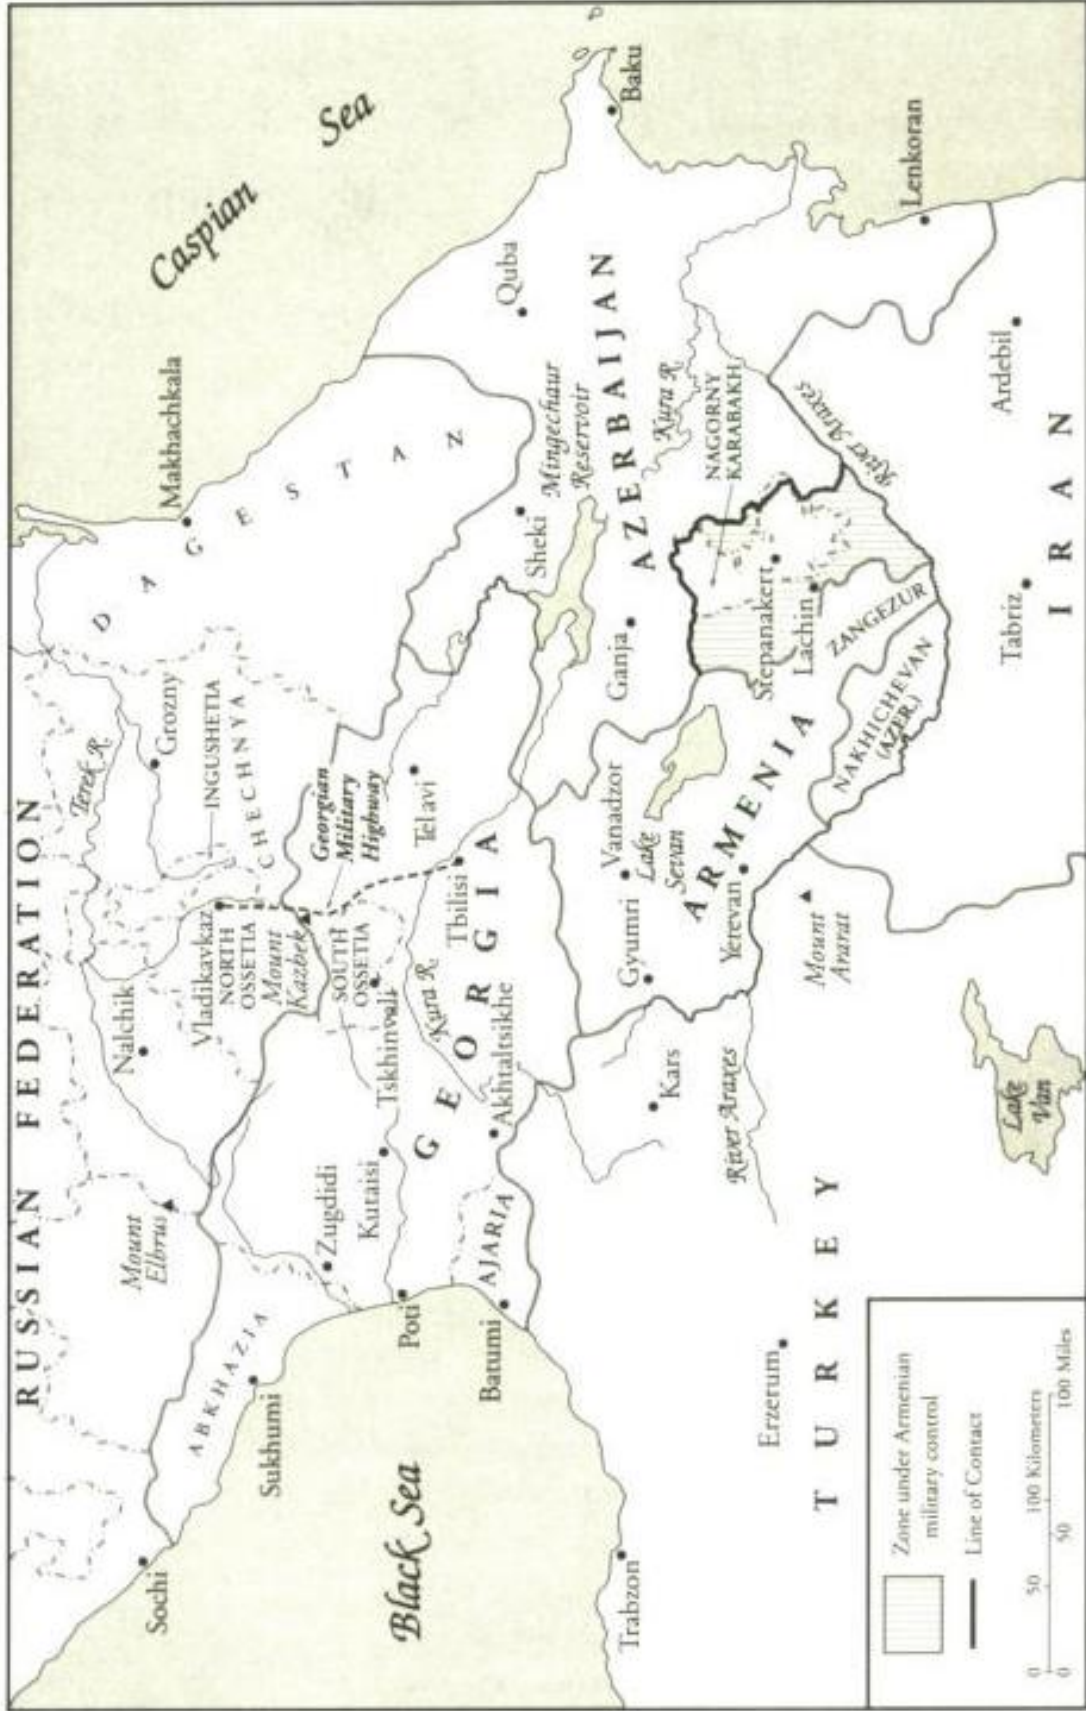 RUSSIAN FEDERATION
Sochi
Mount
Elbrus
Nalchik
Terek R.
Grozny
INGUSHETIA
CHECHNYA
Vladikavkaz
NORTH
OSSETIA
Mount
Kazbek
Georgian
Military
Highway
DAGESTAN
Makhachkala
Caspian
Sea
ABKHAZIA
Sukhumi
Zugdidi
Kutaisi
Tskhinvali
SOUTH
OSSETIA
Kura R.
Telavi
Tbilisi
GEORGIA
Akhtaltsikhe
Poti
AJARIA
Batumi
Black Sea
Trabzon
Sheki
Mingechaur
Reservoir
Quba
Baku
AZERBAIJAN
Ganja
Kura R.
NAGORNY
KARABAKH
Stepanakert
Lachin
ZANGEZUR
NAKHICHEVAN
(AZER.)
Gyumri
Vanadzor
Lake
Sevan
ARMENIA
Yerevan
Mount
Ararat
Kars
River Araxes
Erzerum
TURKEY
Lake
Van
River Araxes
Lenkoran
Ardebil
Tabriz
IRAN
Zone under Armenian
military control
Line of Contact
0 50 100 Kilometers
0 50 100 Miles